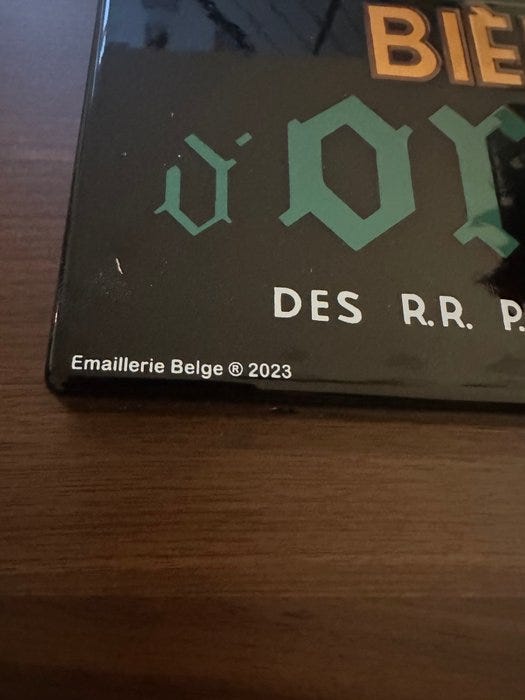 BIÈ
d'Or
DES R.R. P.
Emaillerie Belge ® 2023